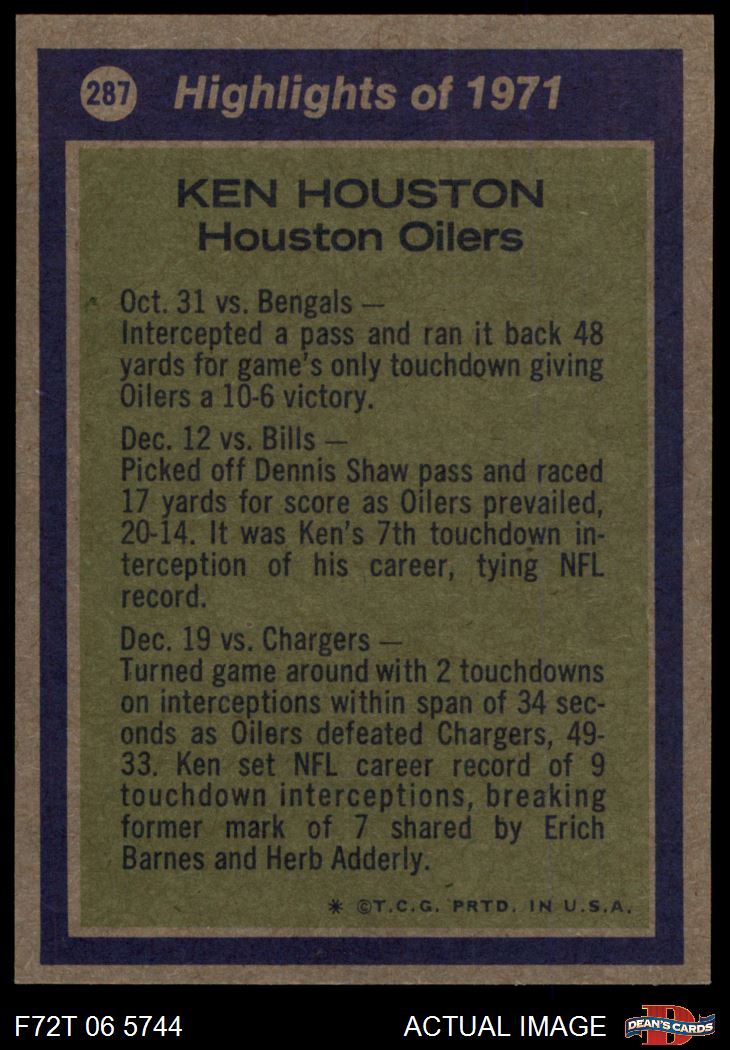 287 Highlights of 1971
KEN HOUSTON
Houston Oilers
Oct. 31 vs. Bengals —
Intercepted a pass and ran it back 48
yards for game's only touchdown giving
Oilers a 10-6 victory.
Dec. 12 vs. Bills —
Picked off Dennis Shaw pass and raced
17 yards for score as Oilers prevailed,
20-14. It was Ken's 7th touchdown in-
terception of his career, tying NFL
record.
Dec. 19 vs. Chargers —
Turned game around with 2 touchdowns
on interceptions within span of 34 sec-
onds as Oilers defeated Chargers, 49-
33. Ken set NFL career record of 9
touchdown interceptions, breaking
former mark of 7 shared by Erich
Barnes and Herb Adderly.
* ©T.C.G. PRTD. IN U.S.A.
F72T 06 5744 ACTUAL IMAGE D DEAN'S CARDS